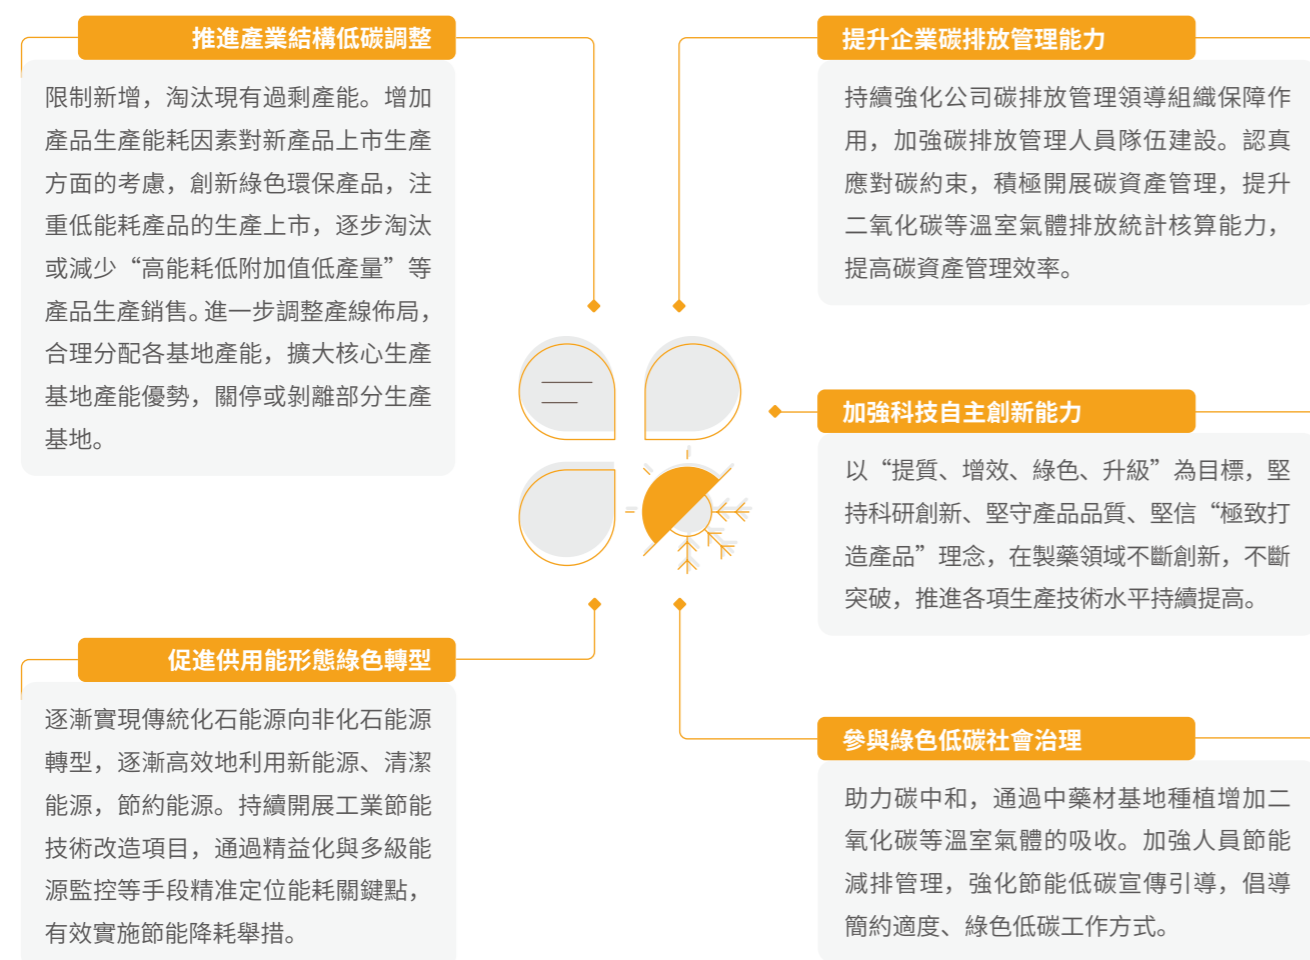 推進產業結構低碳調整
限制新增，淘汰現有過剩產能。增加
產品生產能耗因素對新產品上市生產
方面的考慮，創新綠色環保產品，注
重低能耗產品的生產上市，逐步淘汰
或減少“高能耗低附加值低產量”等
產品生產銷售。進一步調整產線佈局，
合理分配各基地產能，擴大核心生產
基地產能優勢，關停或剝離部分生產
基地。
促進供用能形態綠色轉型
逐漸實現傳統化石能源向非化石能源
轉型，逐漸高效地利用新能源、清潔
能源，節約能源。持續開展工業節能
技術改造項目，通過精益化與多級能
源監控等手段精准定位能耗關鍵點，
有效實施節能降耗舉措。
提升企業碳排放管理能力
持續強化公司碳排放管理領導組織保障作
用，加強碳排放管理人員隊伍建設。認真
應對碳約束，積極開展碳資產管理，提升
二氧化碳等溫室氣體排放統計核算能力，
提高碳資產管理效率。
加強科技自主創新能力
以“提質、增效、綠色、升級”為目標，堅
持科研創新、堅守產品品質、堅信“極致打
造產品”理念，在製藥領域不斷創新，不斷
突破，推進各項生產技術水平持續提高。
參與綠色低碳社會治理
助力碳中和，通過中藥材基地種植增加二
氧化碳等溫室氣體的吸收。加強人員節能
減排管理，強化節能低碳宣傳引導，倡導
簡約適度、綠色低碳工作方式。